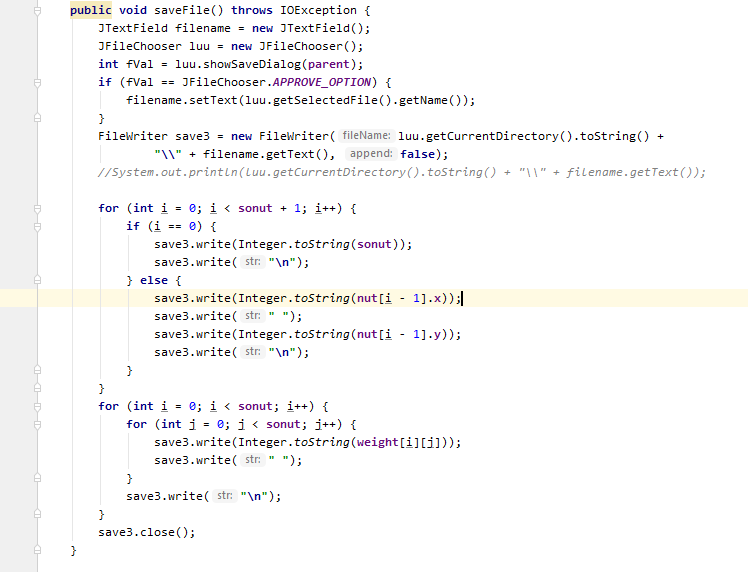 public void saveFile() throws IOException {
JTextField filename = new JTextField();
JFileChooser luu = new JFileChooser();
int fVal = luu.showSaveDialog(parent);
if (fVal == JFileChooser.APPROVE_OPTION) {
filename.setText(luu.getSelectedFile().getName());
}
FileWriter save3 = new FileWriter( fileName: luu.getCurrentDirectory().toString() +
"\\" + filename.getText(), append: false);
//System.out.println(luu.getCurrentDirectory().toString() + "\\" + filename.getText());
for (int i = 0; i < sonut + 1; i++) {
if (i == 0) {
save3.write(Integer.toString(sonut));
save3.write( str: "\n");
} else {
save3.write(Integer.toString(nut[i - 1].x));
save3.write( str: " ");
save3.write(Integer.toString(nut[i - 1].y));
save3.write( str: "\n");
}
}
for (int i = 0; i < sonut; i++) {
for (int j = 0; j < sonut; j++) {
save3.write(Integer.toString(weight[i][j]));
save3.write( str: " ");
}
save3.write( str: "\n");
}
save3.close();
}